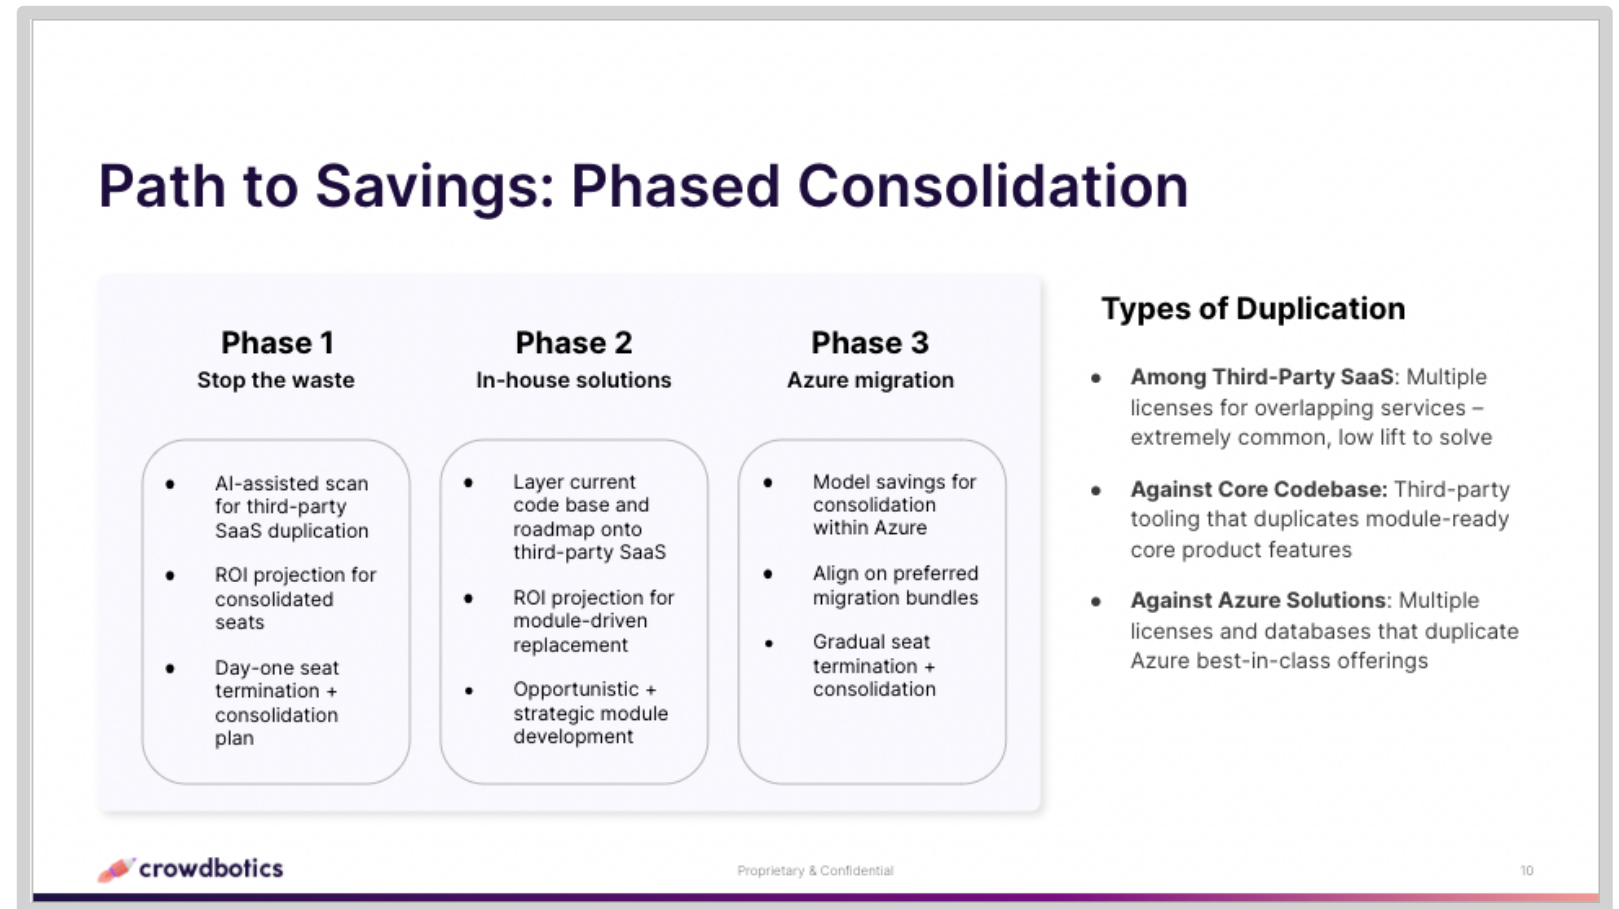 Path to Savings: Phased Consolidation
Phase 1
Stop the waste
● AI-assisted scan
for third-party
SaaS duplication
● ROI projection for
consolidated
seats
● Day-one seat
termination +
consolidation
plan
Phase 2
In-house solutions
● Layer current
code base and
roadmap onto
third-party SaaS
● ROI projection for
module-driven
replacement
● Opportunistic +
strategic module
development
Phase 3
Azure migration
● Model savings for
consolidation
within Azure
● Align on preferred
migration bundles
● Gradual seat
termination +
consolidation
Types of Duplication
● Among Third-Party SaaS: Multiple
licenses for overlapping services –
extremely common, low lift to solve
● Against Core Codebase: Third-party
tooling that duplicates module-ready
core product features
● Against Azure Solutions: Multiple
licenses and databases that duplicate
Azure best-in-class offerings
crowdbotics
Proprietary & Confidential
10